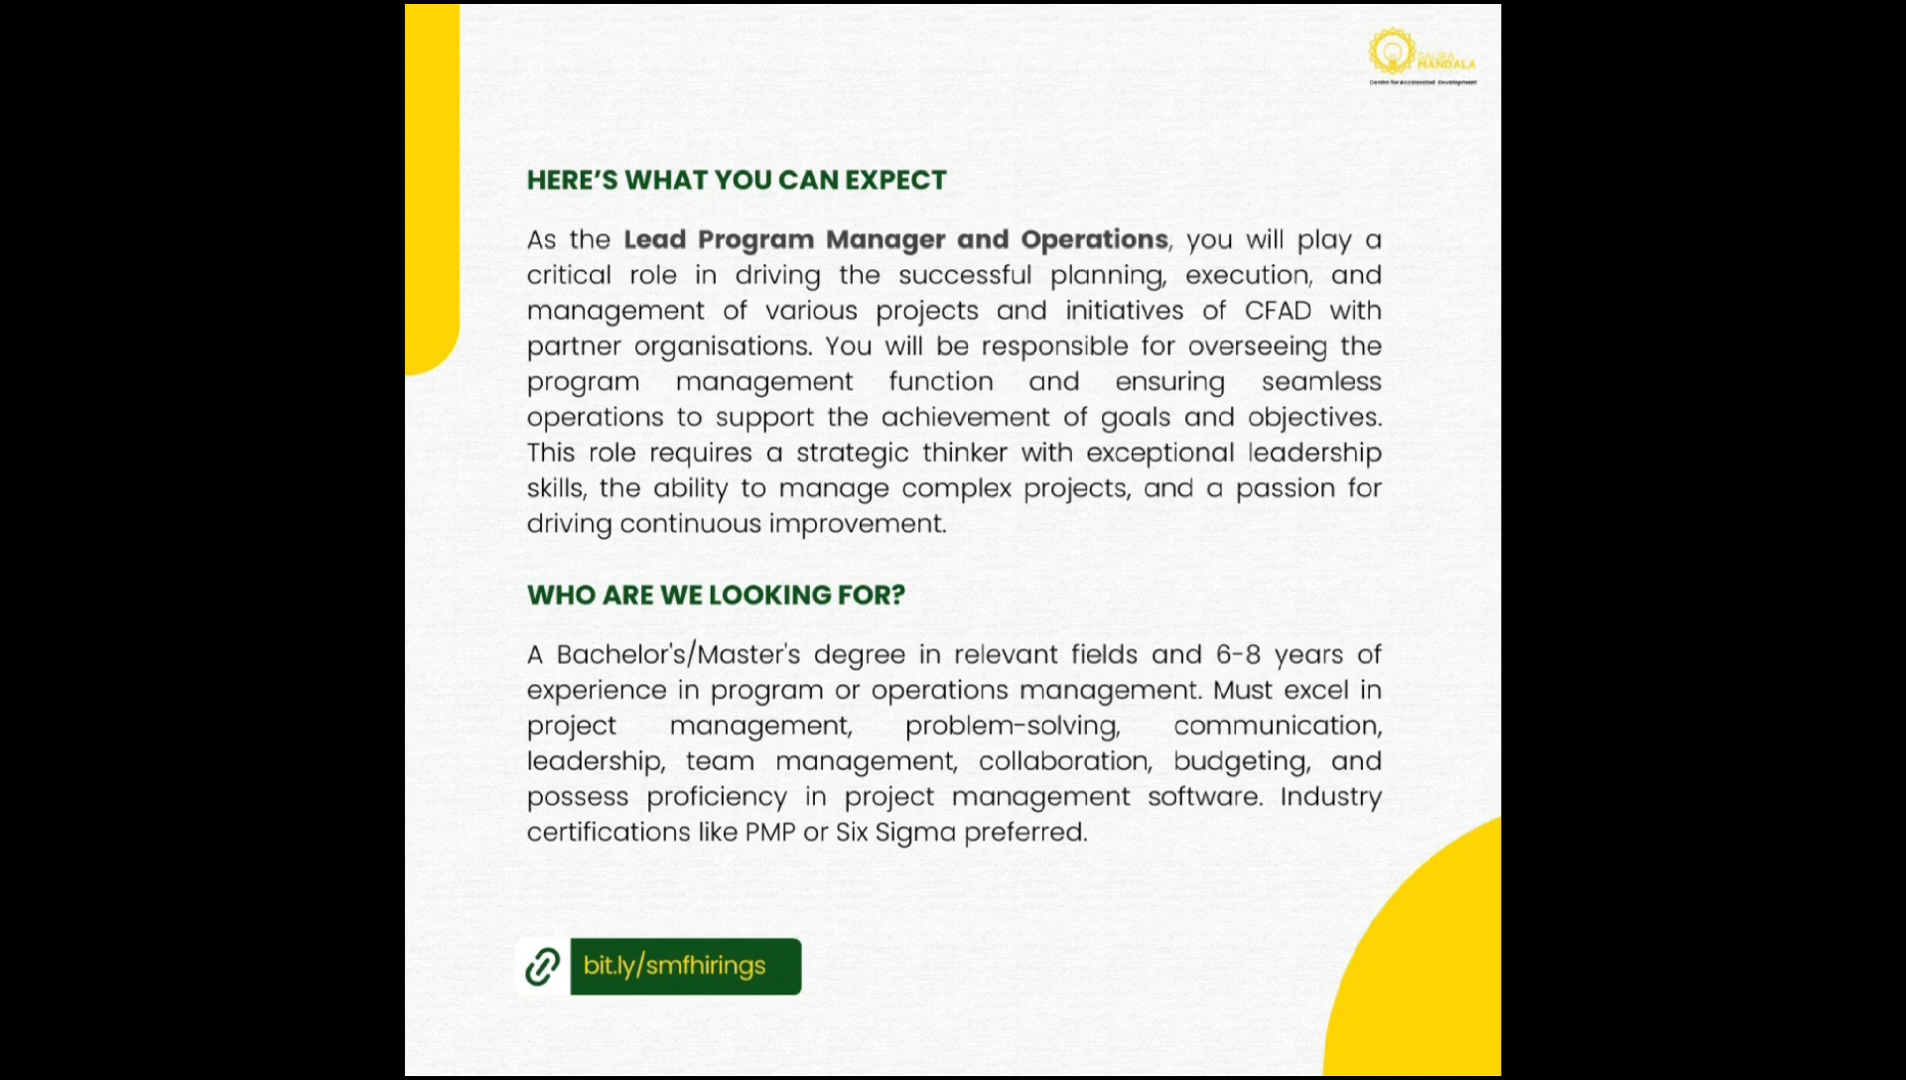 SAURA
MANDALA
Centre for Accelerated Development
HERE'S WHAT YOU CAN EXPECT
As the Lead Program Manager and Operations, you will play a
critical role in driving the successful planning, execution, and
management of various projects and initiatives of CFAD with
partner organisations. You will be responsible for overseeing the
program management function and ensuring seamless
operations to support the achievement of goals and objectives.
This role requires a strategic thinker with exceptional leadership
skills, the ability to manage complex projects, and a passion for
driving continuous improvement.
WHO ARE WE LOOKING FOR?
A Bachelor's/Master's degree in relevant fields and 6-8 years of
experience in program or operations management. Must excel in
project management, problem-solving, communication,
leadership, team management, collaboration, budgeting, and
possess proficiency in project management software. Industry
certifications like PMP or Six Sigma preferred.
bit.ly/smfhirings